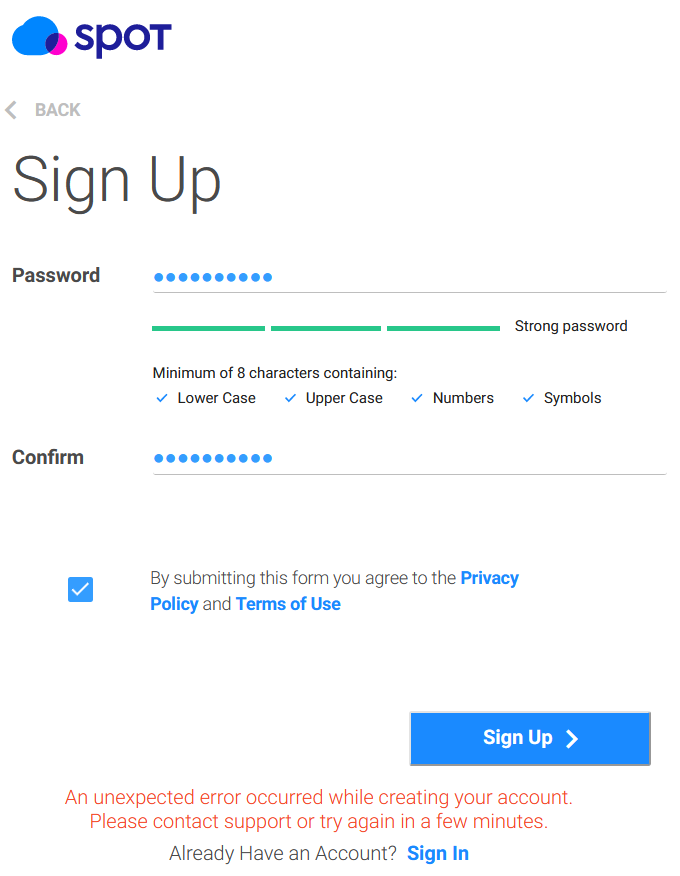 spot
BACK
Sign Up
Password ●●●●●●●●●●
Strong password
Minimum of 8 characters containing:
Lower Case Upper Case Numbers Symbols
Confirm ●●●●●●●●●●
By submitting this form you agree to the Privacy
Policy and Terms of Use
Sign Up
An unexpected error occurred while creating your account.
Please contact support or try again in a few minutes.
Already Have an Account? Sign In